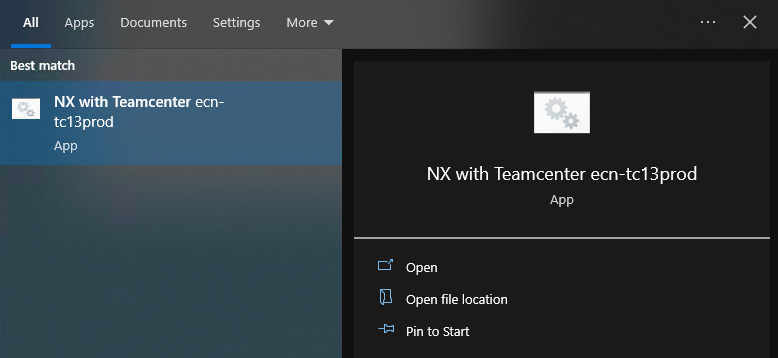 All Apps Documents Settings More
Best match
NX with Teamcenter ecn-
tc13prod
App
NX with Teamcenter ecn-tc13prod
App
Open
Open file location
Pin to Start